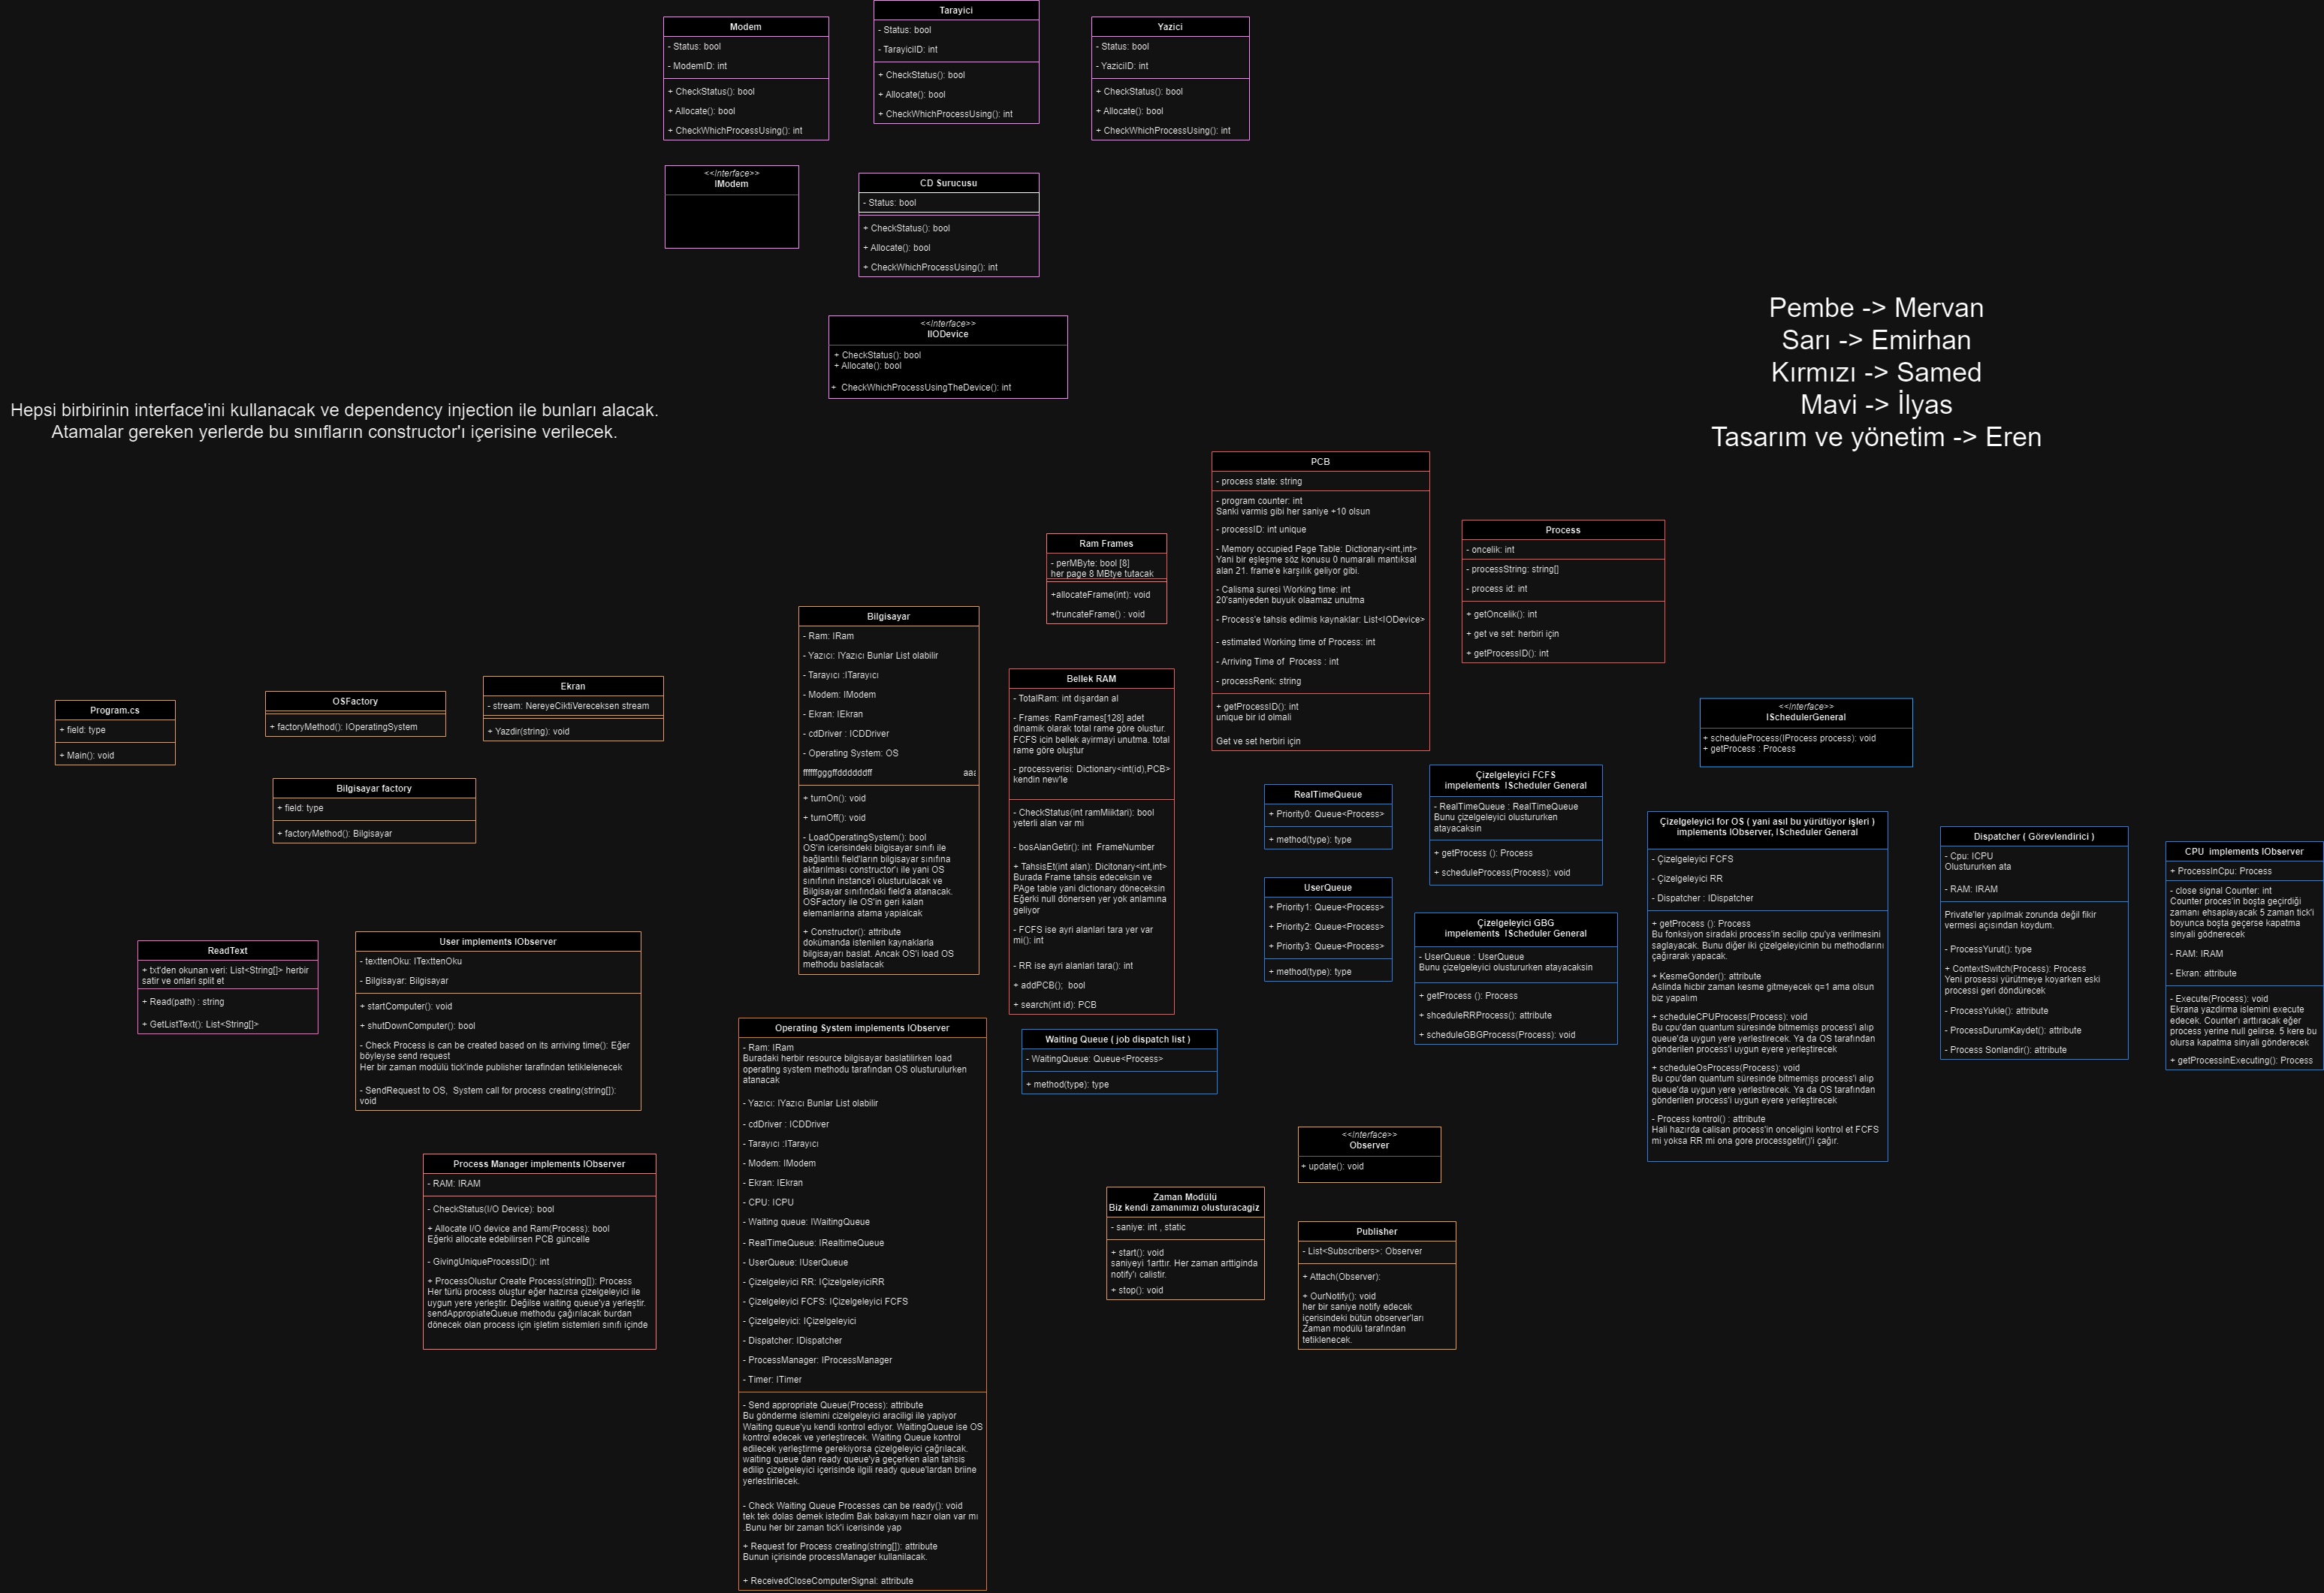 Modem
- Status: bool
- ModemID: int
+ CheckStatus(): bool
+ Allocate(): bool
+ CheckWhichProcessUsing(): int
Tarayici
- Status: bool
- TarayiciID: int
+ CheckStatus(): bool
+ Allocate(): bool
+ CheckWhichProcessUsing(): int
Yazici
- Status: bool
- YaziciID: int
+ CheckStatus(): bool
+ Allocate(): bool
+ CheckWhichProcessUsing(): int
<<interface>>
IModem
CD Surucusu
- Status: bool
+ CheckStatus(): bool
+ Allocate(): bool
+ CheckWhichProcessUsing(): int
<<interface>>
IIODevice
+ CheckStatus(): bool
+ Allocate(): bool
+ CheckWhichProcessUsingTheDevice(): int
Pembe -> Mervan
Sarı -> Emirhan
Kırmızı -> Samed
Mavi -> İlyas
Tasarım ve yönetim -> Eren
Hepsi birbirinin interface'ini kullanacak ve dependency injection ile bunları alacak.
Atamalar gereken yerlerde bu sınıfların constructor'ı içerisine verilecek.
PCB
- process state: string
- program counter: int
Sanki varmis gibi her saniye +10 olsun
- processID: int unique
- Memory occupied Page Table: Dictionary<int,int>
Yani bir eşleşme söz konusu 0 numaralı mantıksal
alan 21. frame'e karşılık geliyor gibi.
- Calisma suresi Working time: int
20'saniyeden buyuk olaamaz unutma
- Process'e tahsis edilmis kaynaklar: List<IODevice>
- estimated Working time of Process: int
- Arriving Time of Process : int
- processRenk: string
+ getProcessID(): int
unique bir id olmali
Get ve set herbiri için
Process
- oncelik: int
- processString: string[]
- process id: int
+ getOncelik(): int
+ get ve set: herbiri için
+ getProcessID(): int
Ram Frames
- perMByte: bool [8]
her page 8 MBtye tutacak
+allocateFrame(int): void
+truncateFrame() : void
Bilgisayar
- Ram: IRam
- Yazıcı: IYazıcı Bunlar List olabilir
- Tarayıcı :ITarayıcı
- Modem: IModem
- Ekran: IEkran
- cdDriver : ICDDriver
- Operating System: OS
ffffffgggffddddddff aaa
+ turnOn(): void
+ turnOff(): void
- LoadOperatingSystem(): bool
OS'in icerisindeki bilgisayar sınıfı ile
bağlantılı field'ların bilgisayar sınıfına
aktarılması constructor'ı ile yani OS
sınıfının instance'i olusturulacak ve
Bilgisayar sınıfındaki field'a atanacak.
OSFactory ile OS'in geri kalan
elemanlarina atama yapialcak
+ Constructor(): attribute
dokümanda istenilen kaynaklarla
bilgisayarı baslat. Ancak OS'i load OS
methodu baslatacak
Bellek RAM
- TotalRam: int dışardan al
- Frames: RamFrames[128] adet
dinamik olarak total rame göre olustur.
FCFS icin bellek ayirmayi unutma. total
rame göre oluştur
- processverisi: Dictionary<int(id),PCB>
kendin new'le
- CheckStatus(int ramMiiktari): bool
yeterli alan var mi
- bosAlanGetir(): int FrameNumber
+ TahsisEt(int alan): Dicitonary<int,int>
Burada Frame tahsis edeceksin ve
PAge table yani dictionary döneceksin
Eğerki null dönersen yer yok anlamına
geliyor
- FCFS ise ayri alanlari tara yer var
mi(): int
- RR ise ayri alanlari tara(): int
+ addPCB(); bool
+ search(int id): PCB
Program.cs
+ field: type
+ Main(): void
OSFactory
+ factoryMethod(): IOperatingSystem
Ekran
- stream: NereyeCiktiVereceksen stream
+ Yazdir(string): void
Bilgisayar factory
+ field: type
+ factoryMethod(): Bilgisayar
<<interface>>
ISchedulerGeneral
+ scheduleProcess(IProcess process): void
+ getProcess : Process
RealTimeQueue
+ Priority0: Queue<Process>
+ method(type): type
Çizelgeleyici FCFS
impelements IScheduler General
- RealTimeQueue : RealTimeQueue
Bunu çizelgeleyici olustururken
atayacaksin
+ getProcess (): Process
+ scheduleProcess(Process): void
UserQueue
+ Priority1: Queue<Process>
+ Priority2: Queue<Process>
+ Priority3: Queue<Process>
+ method(type): type
Çizelgeleyici GBG
impelements IScheduler General
- UserQueue : UserQueue
Bunu çizelgeleyici olustururken atayacaksin
+ getProcess (): Process
+ shceduleRRProcess(): attribute
+ scheduleGBGProcess(Process): void
Çizelgeleyici for OS ( yani asıl bu yürütüyor işleri )
implements IObserver, IScheduler General
- Çizelgeleyici FCFS
- Çizelgeleyici RR
- Dispatcher : IDispatcher
+ getProcess (): Process
Bu fonksiyon siradaki process'in secilip cpu'ya verilmesini
saglayacak. Bunu diğer iki çizelgeleyicinin bu methodlarını
çağırarak yapacak.
+ KesmeGonder(): attribute
Aslinda hicbir zaman kesme gitmeyecek q=1 ama olsun
biz yapalım
+ scheduleCPUProcess(Process): void
Bu cpu'dan quantum süresinde bitmemişs process'i alıp
queue'da uygun yere yerlestirecek. Ya da OS tarafından
gönderilen process'i uygun eyere yerleştirecek
+ scheduleOsProcess(Process): void
Bu cpu'dan quantum süresinde bitmemişs process'i alıp
queue'da uygun yere yerlestirecek. Ya da OS tarafından
gönderilen process'i uygun eyere yerleştirecek
- Process kontrol() : attribute
Hali hazırda calisan process'in onceligini kontrol et FCFS
mi yoksa RR mi ona gore processgetir()'i çağır.
Dispatcher ( Görevlendirici )
- Cpu: ICPU
Olustururken ata
- RAM: IRAM
Private'ler yapılmak zorunda değil fikir
vermesi açısından koydum.
- ProcessYurut(): type
+ ContextSwitch(Process): Process
Yeni prosessi yürütmeye koyarken eski
processi geri döndürecek
- ProcessYukle(): attribute
- ProcessDurumKaydet(): attribute
- Process Sonlandir(): attribute
CPU implements IObserver
+ ProcessInCpu: Process
- close signal Counter: int
Counter proces'in boşta geçirdiği
zamanı ehsaplayacak 5 zaman tick'i
boyunca boşta geçerse kapatma
sinyali gödnerecek
- RAM: IRAM
- Ekran: attribute
- Execute(Process): void
Ekrana yazdirma islemini execute
edecek. Counter'ı arttıracak eğer
process yerine null gelirse. 5 kere bu
olursa kapatma sinyali gönderecek
+ getProcessinExecuting(): Process
ReadText
+ txt'den okunan veri: List<String[]> herbir
satir ve onlari split et
+ Read(path) : string
+ GetListText(): List<String[]>
User implements IObserver
- texttenOku: ITexttenOku
- Bilgisayar: Bilgisayar
+ startComputer(): void
+ shutDownComputer(): bool
- Check Process is can be created based on its arriving time(): Eğer
böyleyse send request
Her bir zaman modülü tick'inde publisher tarafından tetiklelenecek
- SendRequest to OS, System call for process creating(string[]):
void
Operating System implements IObserver
- Ram: IRam
Buradaki herbir resource bilgisayar baslatilirken load
operating system methodu tarafından OS olusturulurken
atanacak
- Yazıcı: IYazıcı Bunlar List olabilir
- cdDriver : ICDDriver
- Tarayıcı :ITarayıcı
- Modem: IModem
- Ekran: IEkran
- CPU: ICPU
- Waiting queue: IWaitingQueue
- RealTimeQueue: IRealtimeQueue
- UserQueue: IUserQueue
- Çizelgeleyici RR: IÇizelgeleyiciRR
- Çizelgeleyici FCFS: IÇizelgeleyici FCFS
- Çizelgeleyici: IÇizelgeleyici
- Dispatcher: IDispatcher
- ProcessManager: IProcessManager
- Timer: ITimer
- Send appropriate Queue(Process): attribute
Bu gönderme islemini cizelgeleyici araciligi ile yapiyor
Waiting queue'yu kendi kontrol ediyor. WaitingQueue ise OS
kontrol edecek ve yerleştirecek. Waiting Queue kontrol
edilecek yerleştirme gerekiyorsa çizelgeleyici çağrılacak.
waiting queue dan ready queue'ya geçerken alan tahsis
edilip çizelgeleyici içerisinde ilgili ready queue'lardan briine
yerlestirilecek.
- Check Waiting Queue Processes can be ready(): void
tek tek dolas demek istedim Bak bakayım hazır olan var mı
.Bunu her bir zaman tick'i icerisinde yap
+ Request for Process creating(string[]): attribute
Bunun içirisinde processManager kullanilacak.
+ ReceivedCloseComputerSignal: attribute
Waiting Queue ( job dispatch list )
- WaitingQueue: Queue<Process>
+ method(type): type
<<interface>>
Observer
+ update(): void
Process Manager implements IObserver
- RAM: IRAM
- CheckStatus(I/O Device): bool
+ Allocate I/O device and Ram(Process): bool
Eğerki allocate edebilirsen PCB güncelle
- GivingUniqueProcessID(): int
+ ProcessOlustur Create Process(string[]): Process
Her türlü process oluştur eğer hazırsa çizelgeleyici ile
uygun yere yerleştir. Değilse waiting queue'ya yerleştir.
sendAppropiateQueue methodu çağırılacak burdan
dönecek olan process için işletim sistemleri sınıfı içinde
Zaman Modülü
Biz kendi zamanımızı olusturacagiz
- saniye: int , static
+ start(): void
saniyeyi 1arttır. Her zaman arttiginda
notify'ı calistir.
+ stop(): void
Publisher
- List<Subscribers>: Observer
+ Attach(Observer):
+ OurNotify(): void
her bir saniye notify edecek
içerisindeki bütün observer'ları
Zaman modülü tarafından
tetiklenecek.